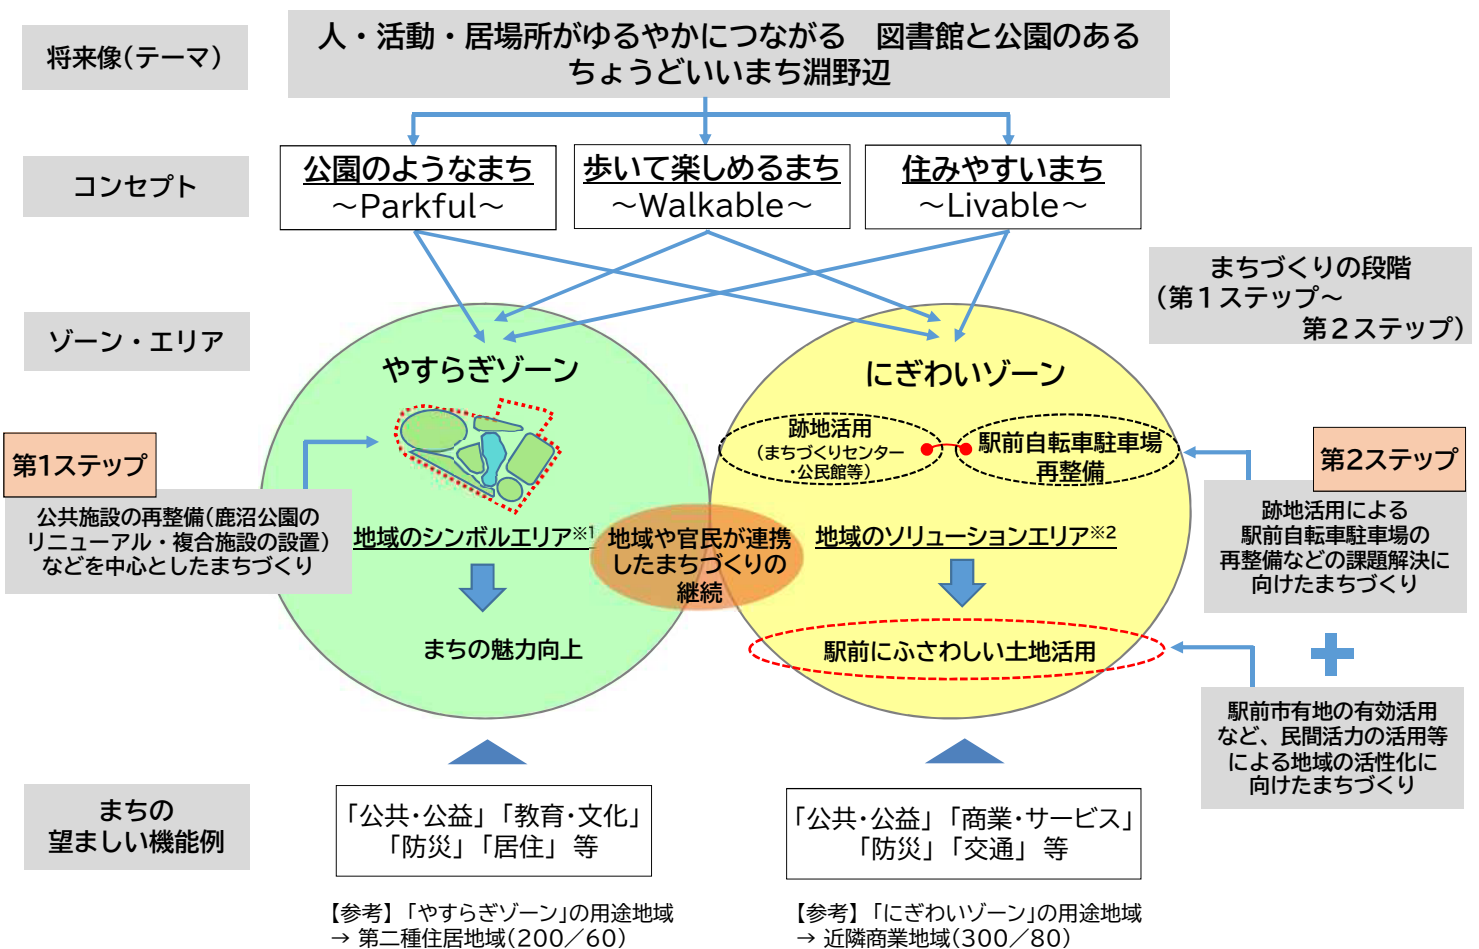 将来像(テーマ)
人・活動・居場所がゆるやかにつながる　図書館と公園のある
ちょうどいいまち淵野辺
コンセプト
公園のようなまち
～Parkful～
歩いて楽しめるまち
～Walkable～
住みやすいまち
～Livable～
まちづくりの段階
(第１ステップ～
第２ステップ)
ゾーン・エリア
やすらぎゾーン
にぎわいゾーン
跡地活用
(まちづくりセンター
・公民館等)
駅前自転車駐車場
再整備
第1ステップ
公共施設の再整備(鹿沼公園の
リニューアル・複合施設の設置)
などを中心としたまちづくり
第2ステップ
跡地活用による
駅前自転車駐車場の
再整備などの課題解決に
向けたまちづくり
地域のシンボルエリア※1
地域や官民が連携
したまちづくりの
継続
地域のソリューションエリア※2
まちの魅力向上
駅前にふさわしい土地活用
駅前市有地の有効活用
など、民間活力の活用等
による地域の活性化に
向けたまちづくり
まちの
望ましい機能例
「公共・公益」「教育・文化」
「防災」「居住」等
「公共・公益」「商業・サービス」
「防災」「交通」等
【参考】「やすらぎゾーン」の用途地域
→ 第二種住居地域(200／60)
【参考】「にぎわいゾーン」の用途地域
→ 近隣商業地域(300／80)